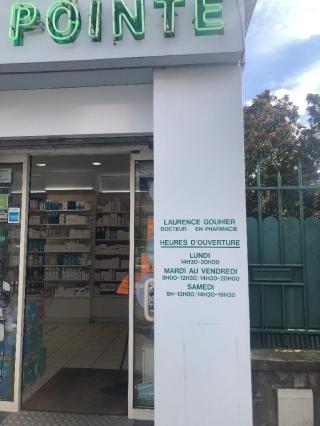 POINTE
LAURENCE GOUHIER
DOCTEUR EN PHARMACIE
HEURES D'OUVERTURE
LUNDI
14H30-20H00
MARDI AU VENDREDI
9H00-12H30/14H30-20H00
SAMEDI
9H-13H00/14H30-19H30